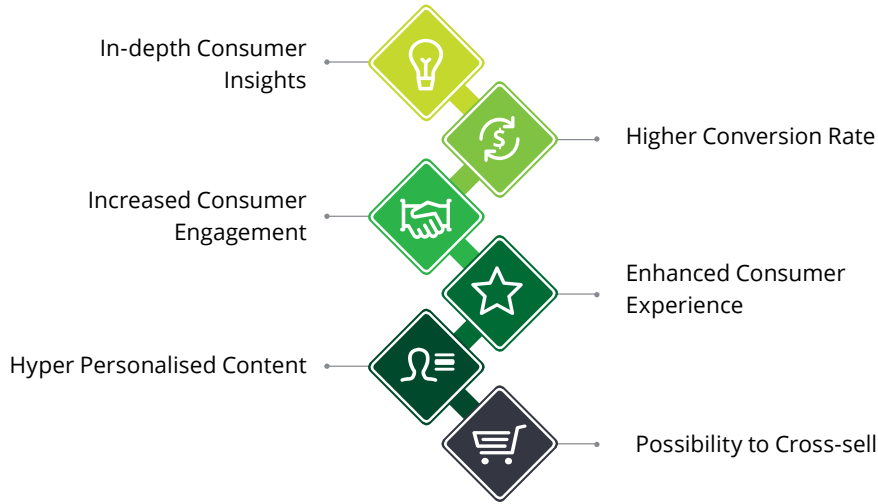 In-depth Consumer
Insights
Higher Conversion Rate
Increased Consumer
Engagement
Enhanced Consumer
Experience
Hyper Personalised Content
Possibility to Cross-sell